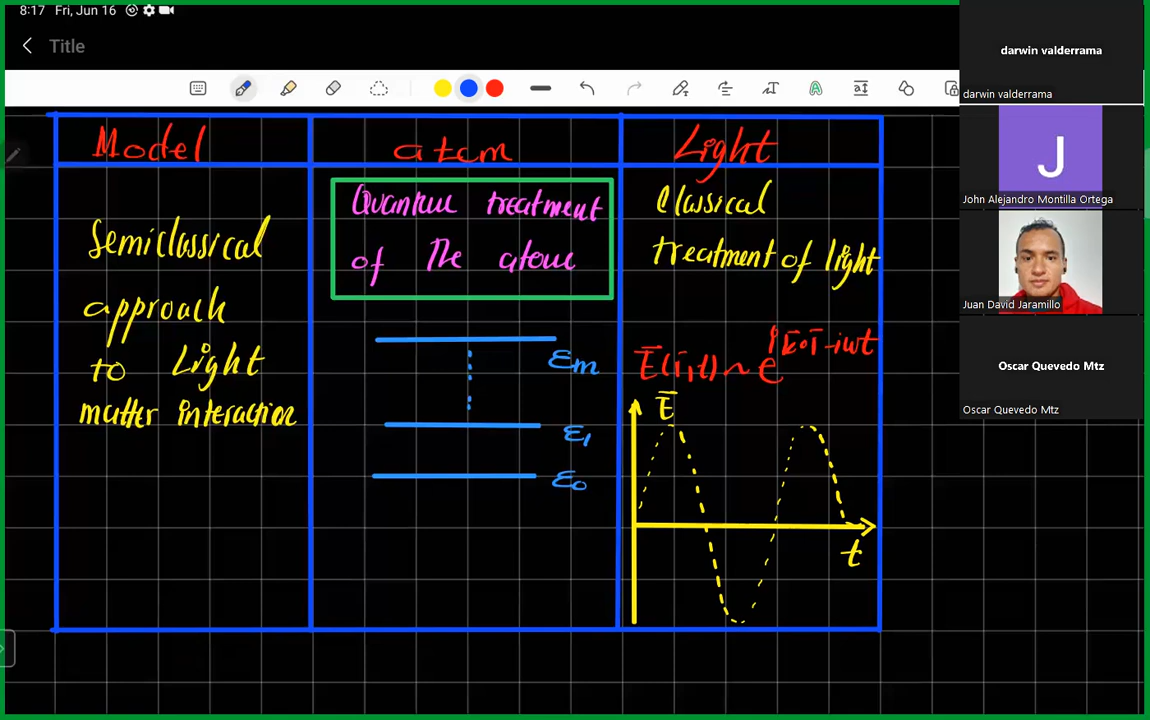 8:17 Fri, Jun 16
Title
Model
atom
Light
Semiclassical
approach
to Light
matter interaction
Quantum treatment
of The atom
εm
ε1
ε0
Classical
treatment of light
E̅(r̅,t) ~ e^{i k̅·r̅-iωt}
E̅
t
darwin valderrama
darwin valderrama
J
John Alejandro Montilla Ortega
Juan David Jaramillo
Oscar Quevedo Mtz
Oscar Quevedo Mtz